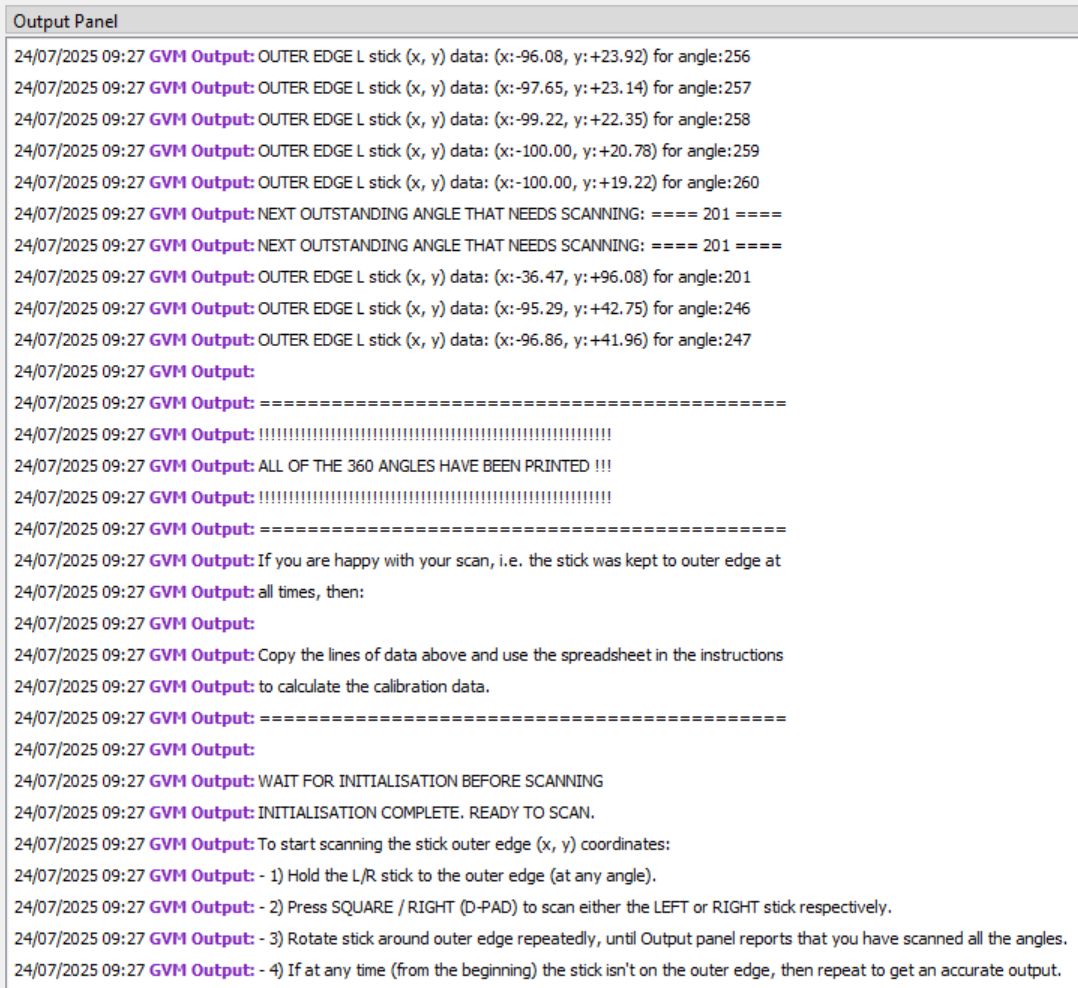 Output Panel
24/07/2025 09:27 GVM Output: OUTER EDGE L stick (x, y) data: (x:-96.08, y:+23.92) for angle:256
24/07/2025 09:27 GVM Output: OUTER EDGE L stick (x, y) data: (x:-97.65, y:+23.14) for angle:257
24/07/2025 09:27 GVM Output: OUTER EDGE L stick (x, y) data: (x:-99.22, y:+22.35) for angle:258
24/07/2025 09:27 GVM Output: OUTER EDGE L stick (x, y) data: (x:-100.00, y:+20.78) for angle:259
24/07/2025 09:27 GVM Output: OUTER EDGE L stick (x, y) data: (x:-100.00, y:+19.22) for angle:260
24/07/2025 09:27 GVM Output: NEXT OUTSTANDING ANGLE THAT NEEDS SCANNING: ==== 201 ====
24/07/2025 09:27 GVM Output: NEXT OUTSTANDING ANGLE THAT NEEDS SCANNING: ==== 201 ====
24/07/2025 09:27 GVM Output: OUTER EDGE L stick (x, y) data: (x:-36.47, y:+96.08) for angle:201
24/07/2025 09:27 GVM Output: OUTER EDGE L stick (x, y) data: (x:-95.29, y:+42.75) for angle:246
24/07/2025 09:27 GVM Output: OUTER EDGE L stick (x, y) data: (x:-96.86, y:+41.96) for angle:247
24/07/2025 09:27 GVM Output:
24/07/2025 09:27 GVM Output: ============================================
24/07/2025 09:27 GVM Output: !!!!!!!!!!!!!!!!!!!!!!!!!!!!!!!!!!!!!!!!!!!!!!!!!!!!!!!!!!!
24/07/2025 09:27 GVM Output: ALL OF THE 360 ANGLES HAVE BEEN PRINTED !!!
24/07/2025 09:27 GVM Output: !!!!!!!!!!!!!!!!!!!!!!!!!!!!!!!!!!!!!!!!!!!!!!!!!!!!!!!!!!!
24/07/2025 09:27 GVM Output: ============================================
24/07/2025 09:27 GVM Output: If you are happy with your scan, i.e. the stick was kept to outer edge at
24/07/2025 09:27 GVM Output: all times, then:
24/07/2025 09:27 GVM Output:
24/07/2025 09:27 GVM Output: Copy the lines of data above and use the spreadsheet in the instructions
24/07/2025 09:27 GVM Output: to calculate the calibration data.
24/07/2025 09:27 GVM Output: ============================================
24/07/2025 09:27 GVM Output:
24/07/2025 09:27 GVM Output: WAIT FOR INITIALISATION BEFORE SCANNING
24/07/2025 09:27 GVM Output: INITIALISATION COMPLETE. READY TO SCAN.
24/07/2025 09:27 GVM Output: To start scanning the stick outer edge (x, y) coordinates:
24/07/2025 09:27 GVM Output: - 1) Hold the L/R stick to the outer edge (at any angle).
24/07/2025 09:27 GVM Output: - 2) Press SQUARE / RIGHT (D-PAD) to scan either the LEFT or RIGHT stick respectively.
24/07/2025 09:27 GVM Output: - 3) Rotate stick around outer edge repeatedly, until Output panel reports that you have scanned all the angles.
24/07/2025 09:27 GVM Output: - 4) If at any time (from the beginning) the stick isn't on the outer edge, then repeat to get an accurate output.